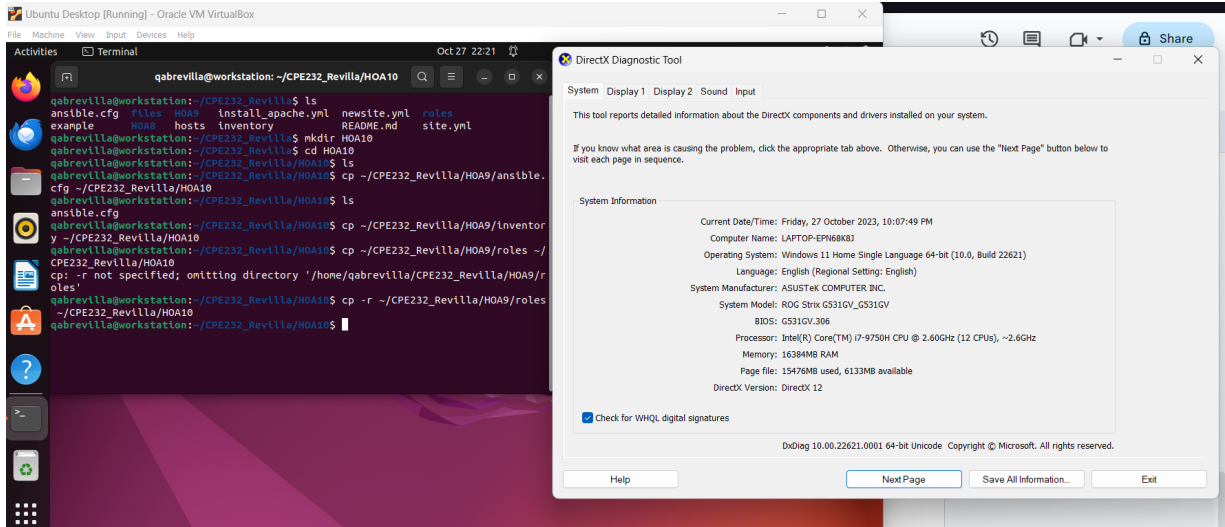 Ubuntu Desktop [Running] - Oracle VM VirtualBox
File Machine View Input Devices Help
Activities Terminal Oct 27 22:21
qabrevilla@workstation: ~/CPE232_Revilla/HOA10
qabrevilla@workstation:~/CPE232_Revilla$ ls
ansible.cfg files HOA9 install_apache.yml newsite.yml roles
example HOA8 hosts inventory README.md site.yml
qabrevilla@workstation:~/CPE232_Revilla$ mkdir HOA10
qabrevilla@workstation:~/CPE232_Revilla$ cd HOA10
qabrevilla@workstation:~/CPE232_Revilla/HOA10$ ls
qabrevilla@workstation:~/CPE232_Revilla/HOA10$ cp ~/CPE232_Revilla/HOA9/ansible.
cfg ~/CPE232_Revilla/HOA10
qabrevilla@workstation:~/CPE232_Revilla/HOA10$ ls
ansible.cfg
qabrevilla@workstation:~/CPE232_Revilla/HOA10$ cp ~/CPE232_Revilla/HOA9/inventor
y ~/CPE232_Revilla/HOA10
qabrevilla@workstation:~/CPE232_Revilla/HOA10$ cp ~/CPE232_Revilla/HOA9/roles ~/
CPE232_Revilla/HOA10
cp: -r not specified; omitting directory '/home/qabrevilla/CPE232_Revilla/HOA9/r
oles'
qabrevilla@workstation:~/CPE232_Revilla/HOA10$ cp -r ~/CPE232_Revilla/HOA9/roles
~/CPE232_Revilla/HOA10
qabrevilla@workstation:~/CPE232_Revilla/HOA10$
Share
DirectX Diagnostic Tool
System Display 1 Display 2 Sound Input
This tool reports detailed information about the DirectX components and drivers installed on your system.
If you know what area is causing the problem, click the appropriate tab above. Otherwise, you can use the "Next Page" button below to
visit each page in sequence.
System Information
Current Date/Time: Friday, 27 October 2023, 10:07:49 PM
Computer Name: LAPTOP-EPN68K8J
Operating System: Windows 11 Home Single Language 64-bit (10.0, Build 22621)
Language: English (Regional Setting: English)
System Manufacturer: ASUSTeK COMPUTER INC.
System Model: ROG Strix G531GV_G531GV
BIOS: G531GV.306
Processor: Intel(R) Core(TM) i7-9750H CPU @ 2.60GHz (12 CPUs), ~2.6GHz
Memory: 16384MB RAM
Page file: 15476MB used, 6133MB available
DirectX Version: DirectX 12
Check for WHQL digital signatures
DxDiag 10.00.22621.0001 64-bit Unicode Copyright © Microsoft. All rights reserved.
Help Next Page Save All Information... Exit